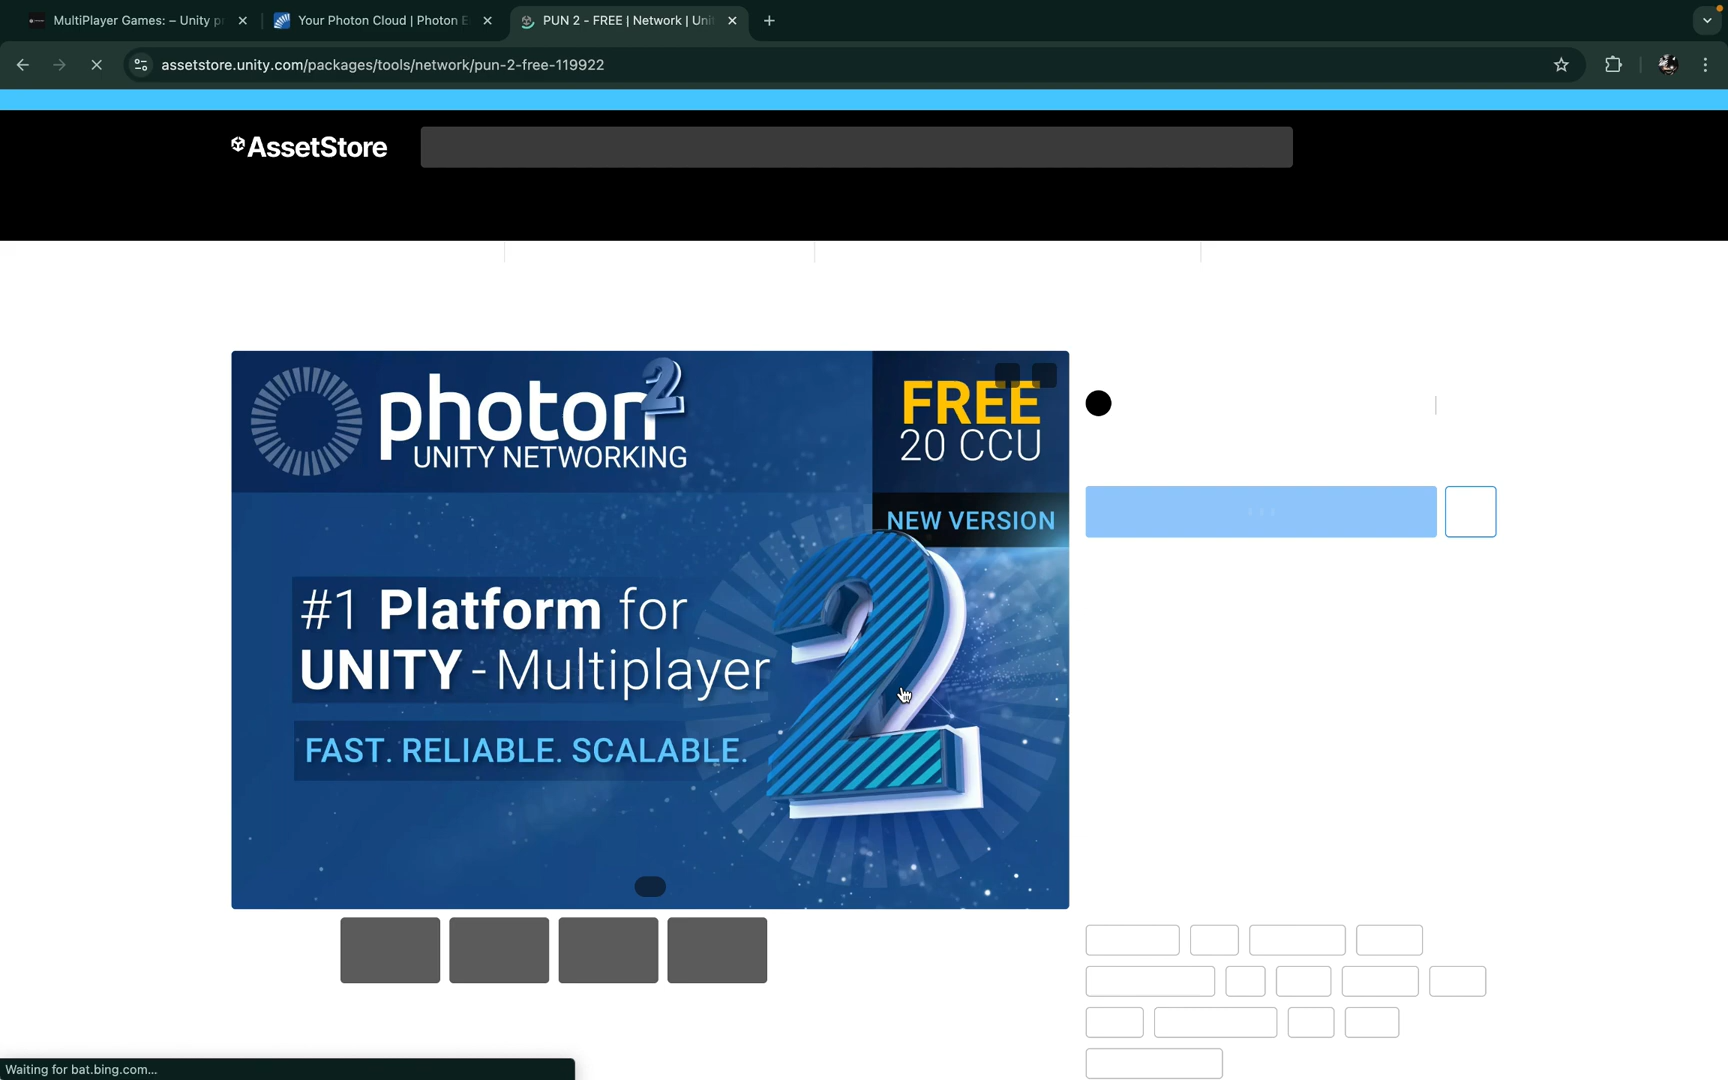 MultiPlayer Games: – Unity p
Your Photon Cloud | Photon E
PUN 2 - FREE | Network | Uni
assetstore.unity.com/packages/tools/network/pun-2-free-119922
AssetStore
photon2
UNITY NETWORKING
FREE
20 CCU
NEW VERSION
#1 Platform for
UNITY - Multiplayer
FAST. RELIABLE. SCALABLE.
2
Waiting for bat.bing.com...